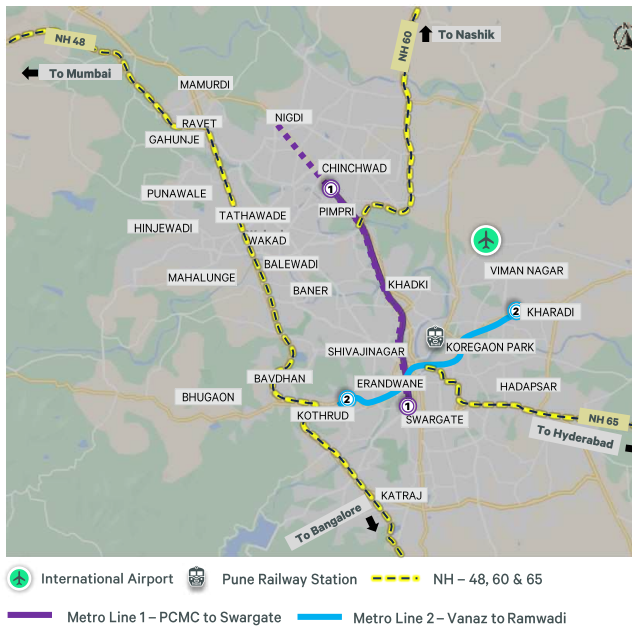 NH 48
To Mumbai
NH 60
To Nashik
MAMURDI
RAVET
GAHUNJE
NIGDI
CHINCHWAD
1
PUNAWALE
PIMPRI
TATHAWADE
HINJEWADI
WAKAD
BALEWADI
VIMAN NAGAR
MAHALUNGE
BANER
KHADKI
2
KHARADI
SHIVAJINAGAR
KOREGAON PARK
BAVDHAN
ERANDWANE
HADAPSAR
BHUGAON
2
1
KOTHRUD
SWARGATE
NH 65
To Hyderabad
KATRAJ
To Bangalore
International Airport
Pune Railway Station
NH – 48, 60 & 65
Metro Line 1 – PCMC to Swargate
Metro Line 2 – Vanaz to Ramwadi